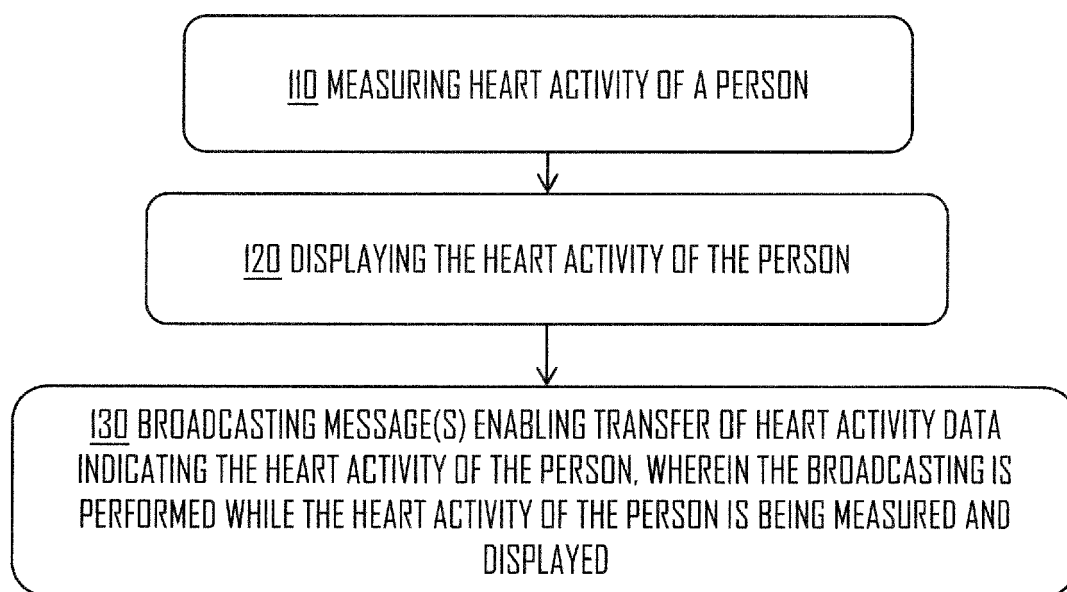 110 MEASURING HEART ACTIVITY OF A PERSON
120 DISPLAYING THE HEART ACTIVITY OF THE PERSON
130 BROADCASTING MESSAGE(S) ENABLING TRANSFER OF HEART ACTIVITY DATA
INDICATING THE HEART ACTIVITY OF THE PERSON, WHEREIN THE BROADCASTING IS
PERFORMED WHILE THE HEART ACTIVITY OF THE PERSON IS BEING MEASURED AND
DISPLAYED